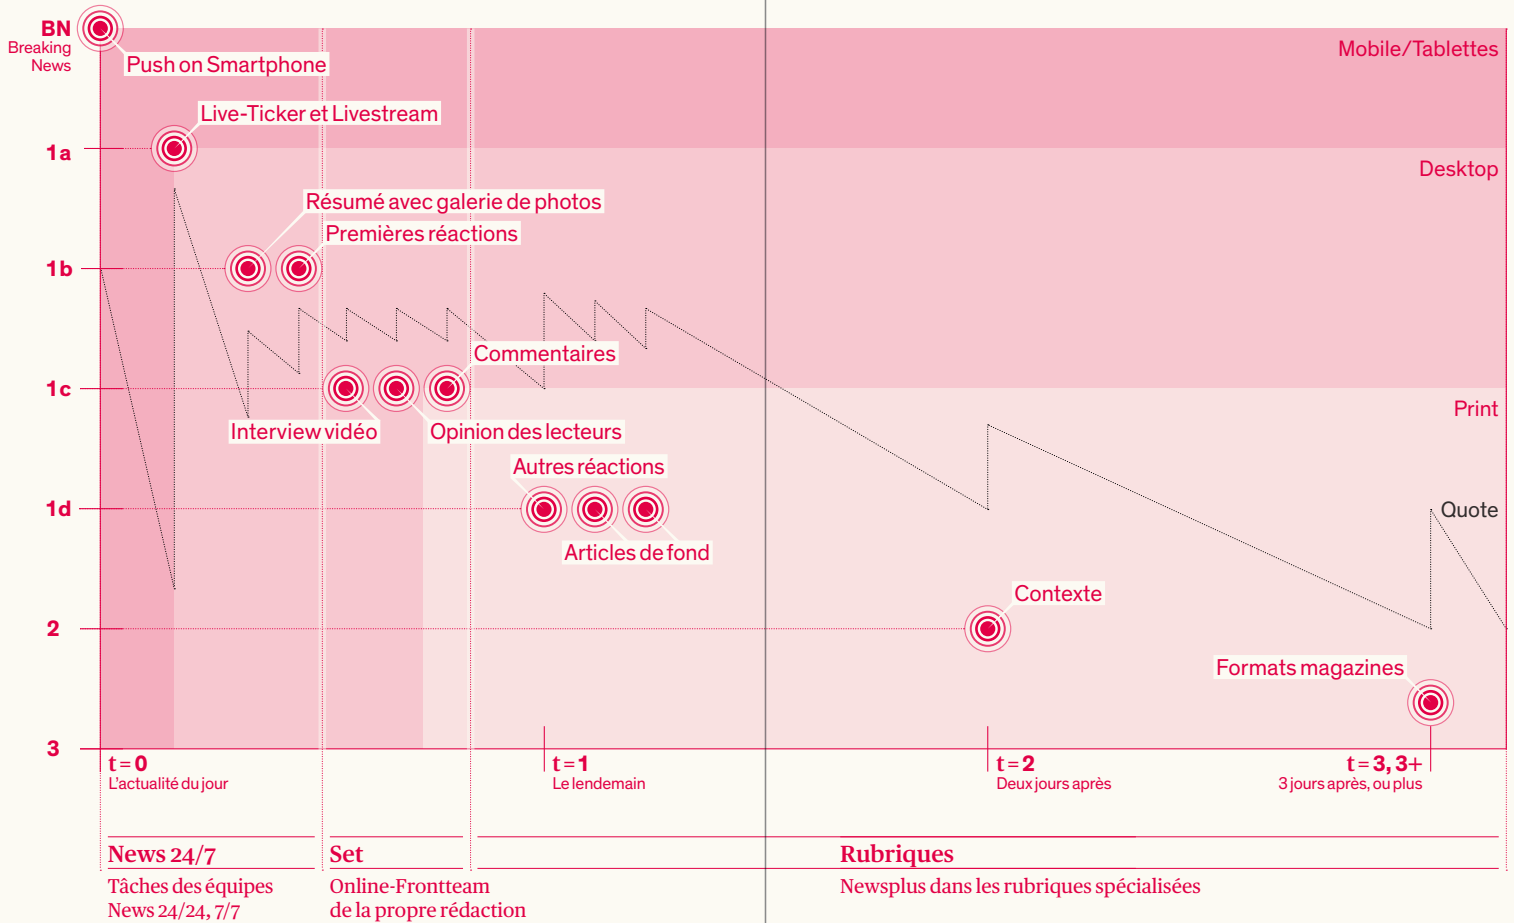 BN
Breaking
News
Push on Smartphone
Mobile/Tablettes
Live-Ticker et Livestream
1a
Desktop
Résumé avec galerie de photos
Premières réactions
1b
Commentaires
1c
Print
Interview vidéo
Opinion des lecteurs
Autres réactions
1d
Quote
Articles de fond
Contexte
2
Formats magazines
3
t = 0
L'actualité du jour
t = 1
Le lendemain
t = 2
Deux jours après
t = 3, 3+
3 jours après, ou plus
News 24/7
Tâches des équipes
News 24/24, 7/7
Set
Online-Frontteam
de la propre rédaction
Rubriques
Newsplus dans les rubriques spécialisées